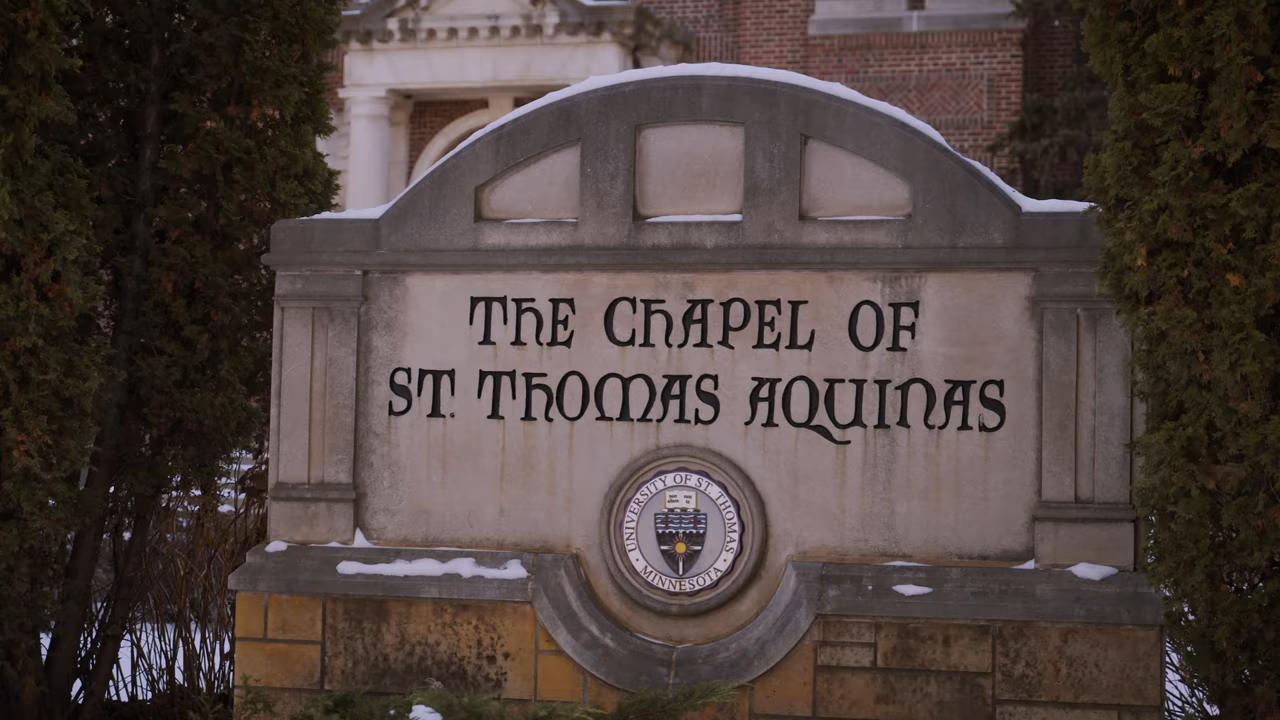 THE CHAPEL OF
ST. THOMAS AQUINAS
UNIVERSITY OF ST. THOMAS
MINNESOTA